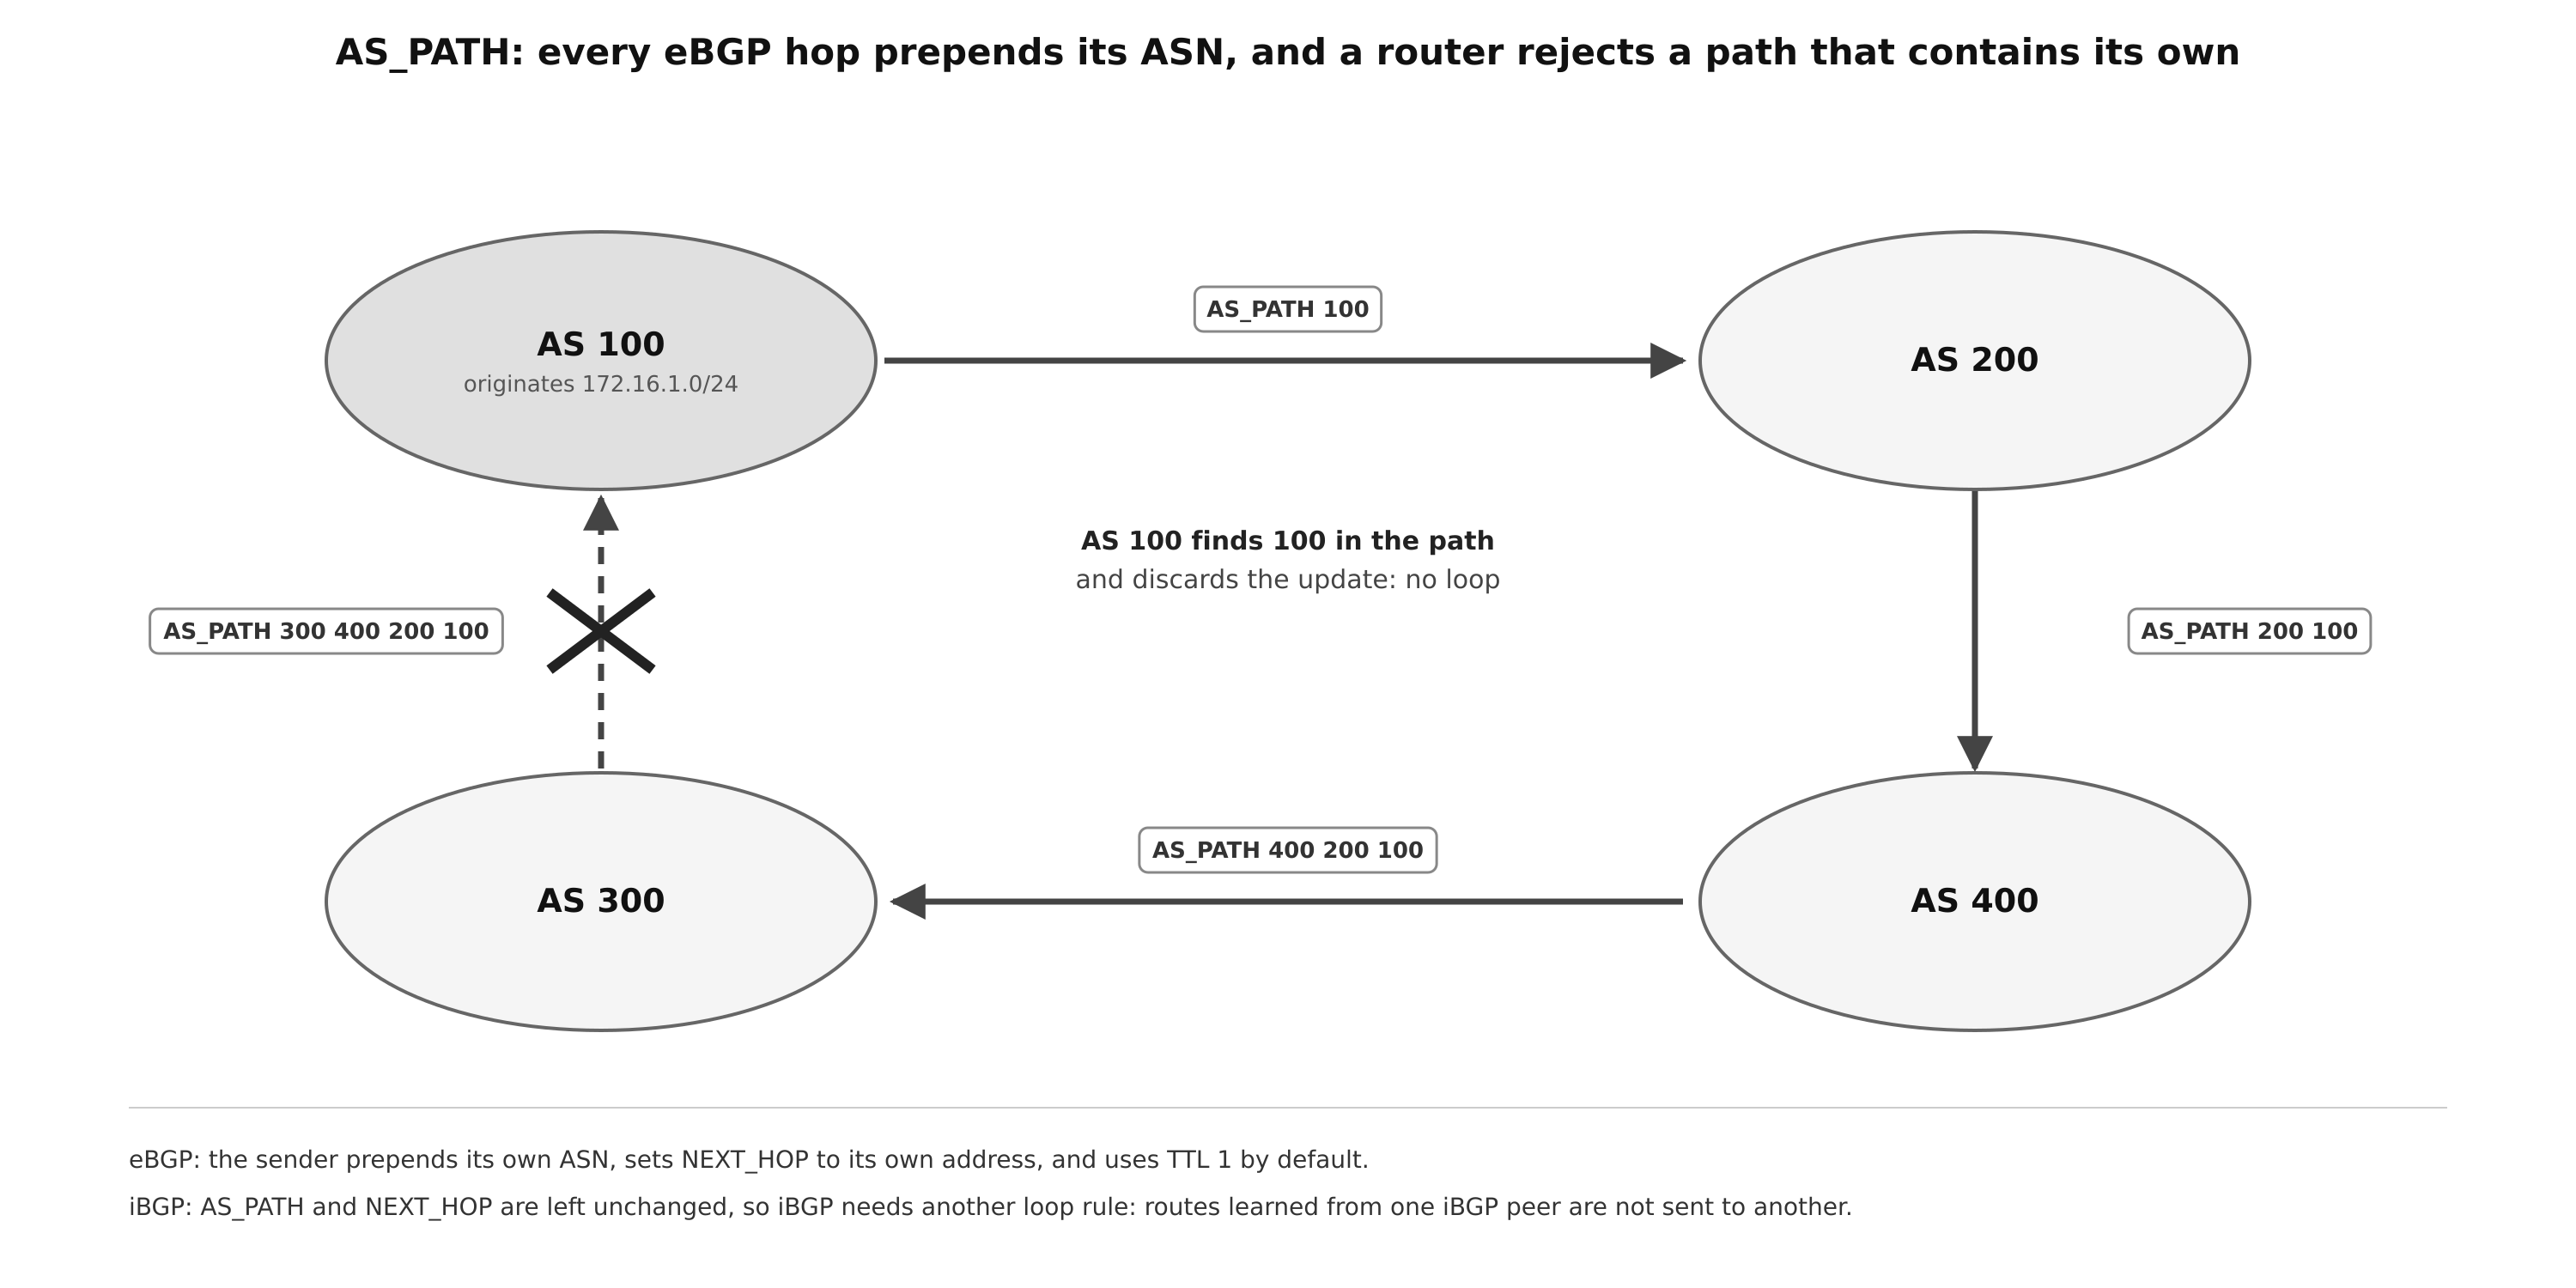 AS_PATH: every eBGP hop prepends its ASN, and a router rejects a path that contains its own
AS 100
originates 172.16.1.0/24
AS_PATH 100
AS 200
AS 100 finds 100 in the path
and discards the update: no loop
AS_PATH 300 400 200 100
AS_PATH 200 100
AS_PATH 400 200 100
AS 300
AS 400
eBGP: the sender prepends its own ASN, sets NEXT_HOP to its own address, and uses TTL 1 by default.
iBGP: AS_PATH and NEXT_HOP are left unchanged, so iBGP needs another loop rule: routes learned from one iBGP peer are not sent to another.